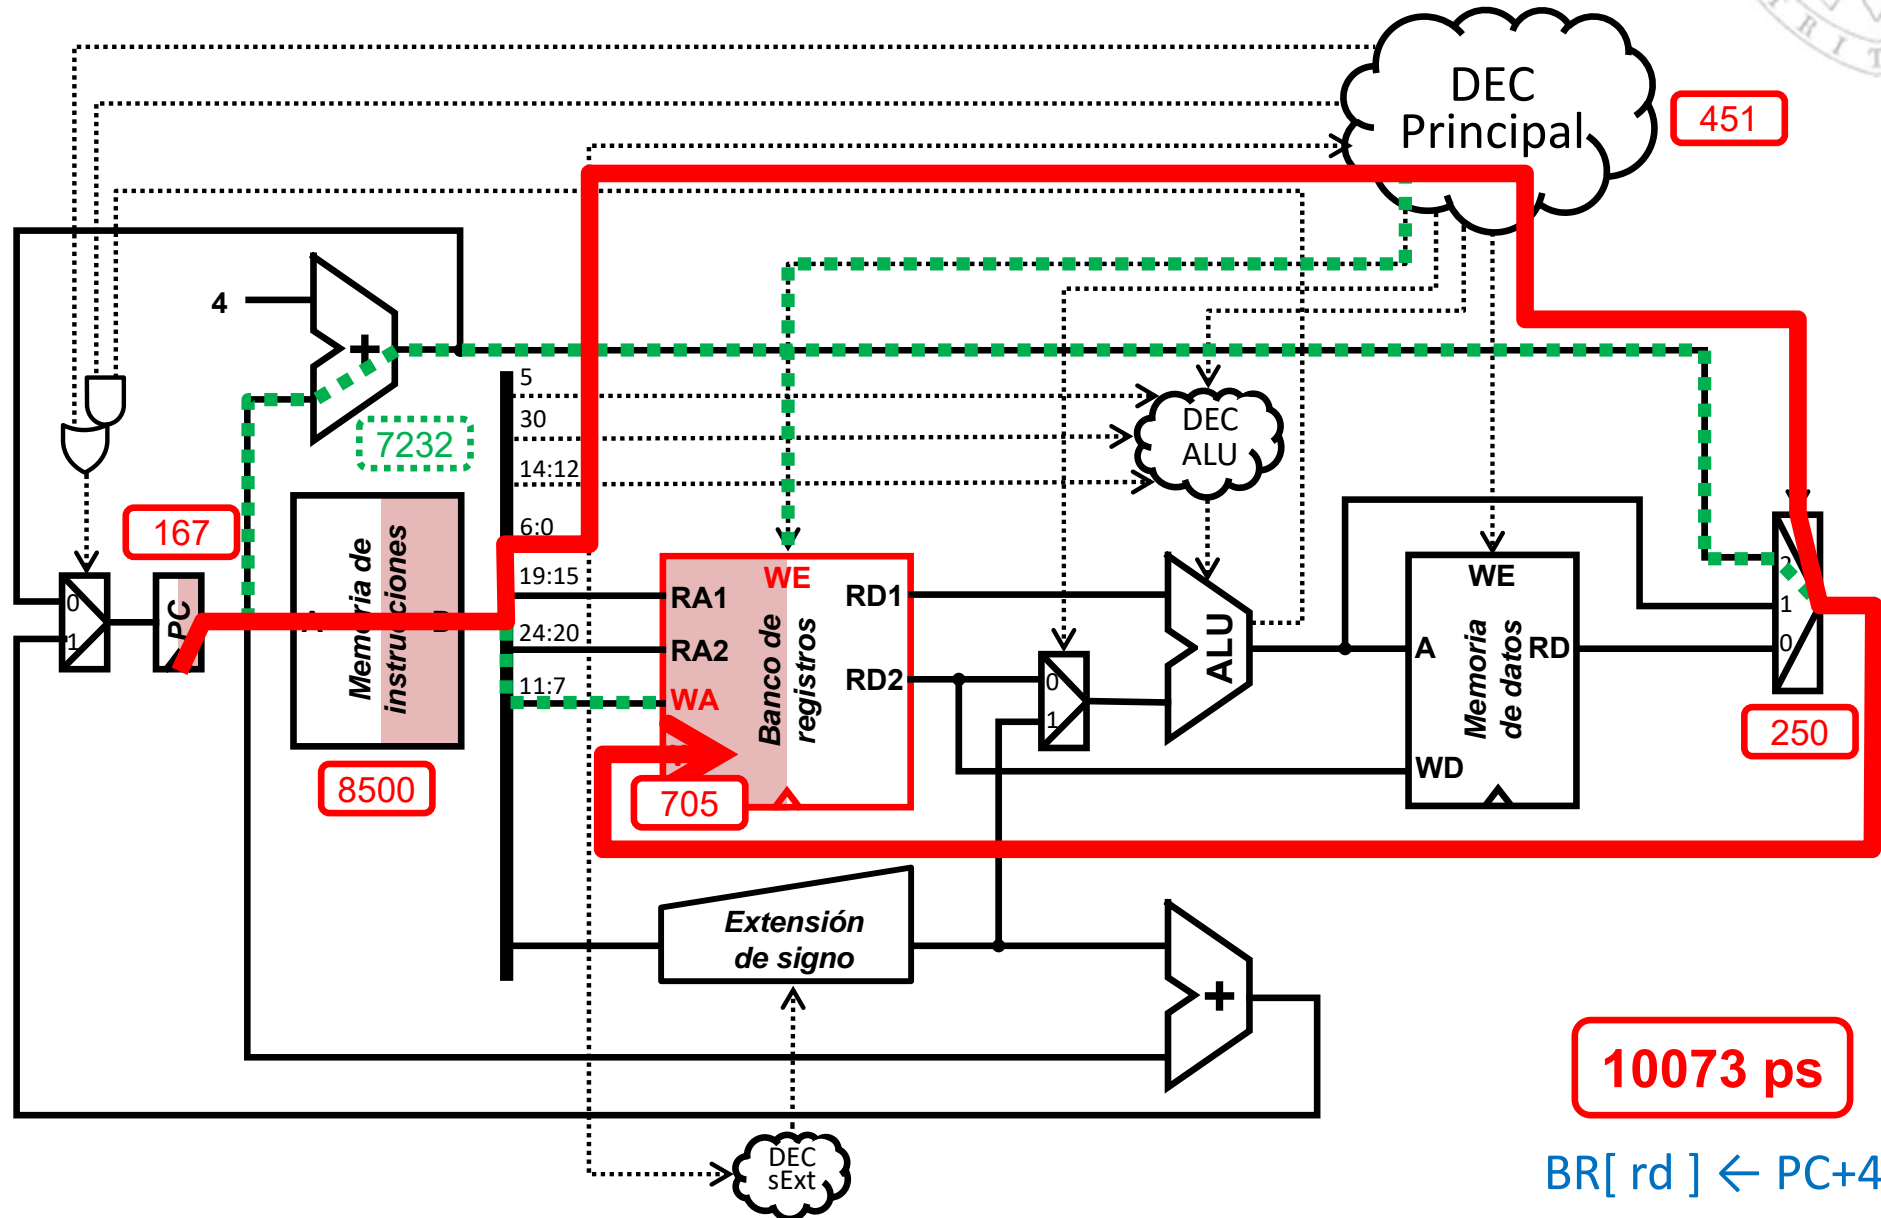 R I T
DEC
Principal
451
4
+
7232
5
30
14:12
6:0
19:15
24:20
11:7
DEC
ALU
167
PC
0
1
Memoria de
instrucciones
8500
WE
RA1
RA2
WA
RD1
RD2
Banco de
registros
705
0
1
ALU
WE
A
RD
WD
Memoria
de datos
2
1
0
250
Extensión
de signo
+
DEC
sExt
10073 ps
BR[ rd ] ← PC+4